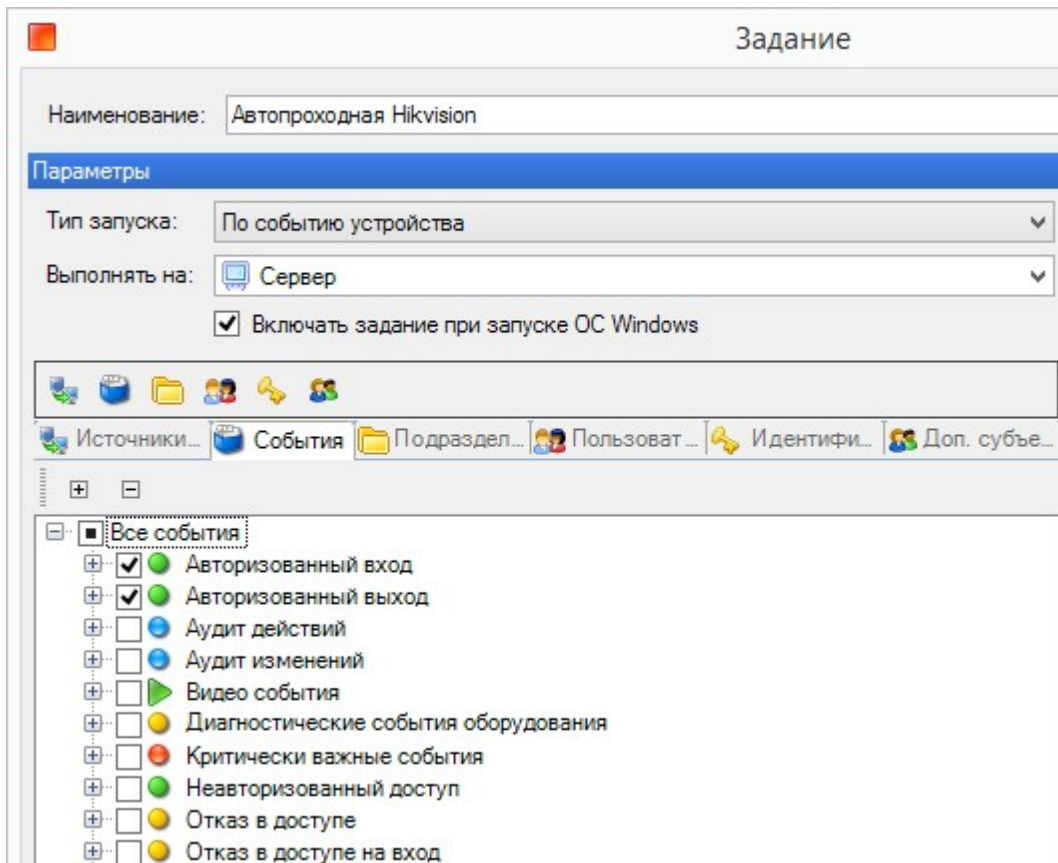 Задание
Наименование: Автопроходная Hikvision
Параметры
Тип запуска: По событию устройства
Выполнять на: Сервер
Включать задание при запуске ОС Windows
Источники... События Подраздел... Пользоват... Идентифи... Доп. субъе...
Все события
Авторизованный вход
Авторизованный выход
Аудит действий
Аудит изменений
Видео события
Диагностические события оборудования
Критически важные события
Неавторизованный доступ
Отказ в доступе
Отказ в доступе на вход